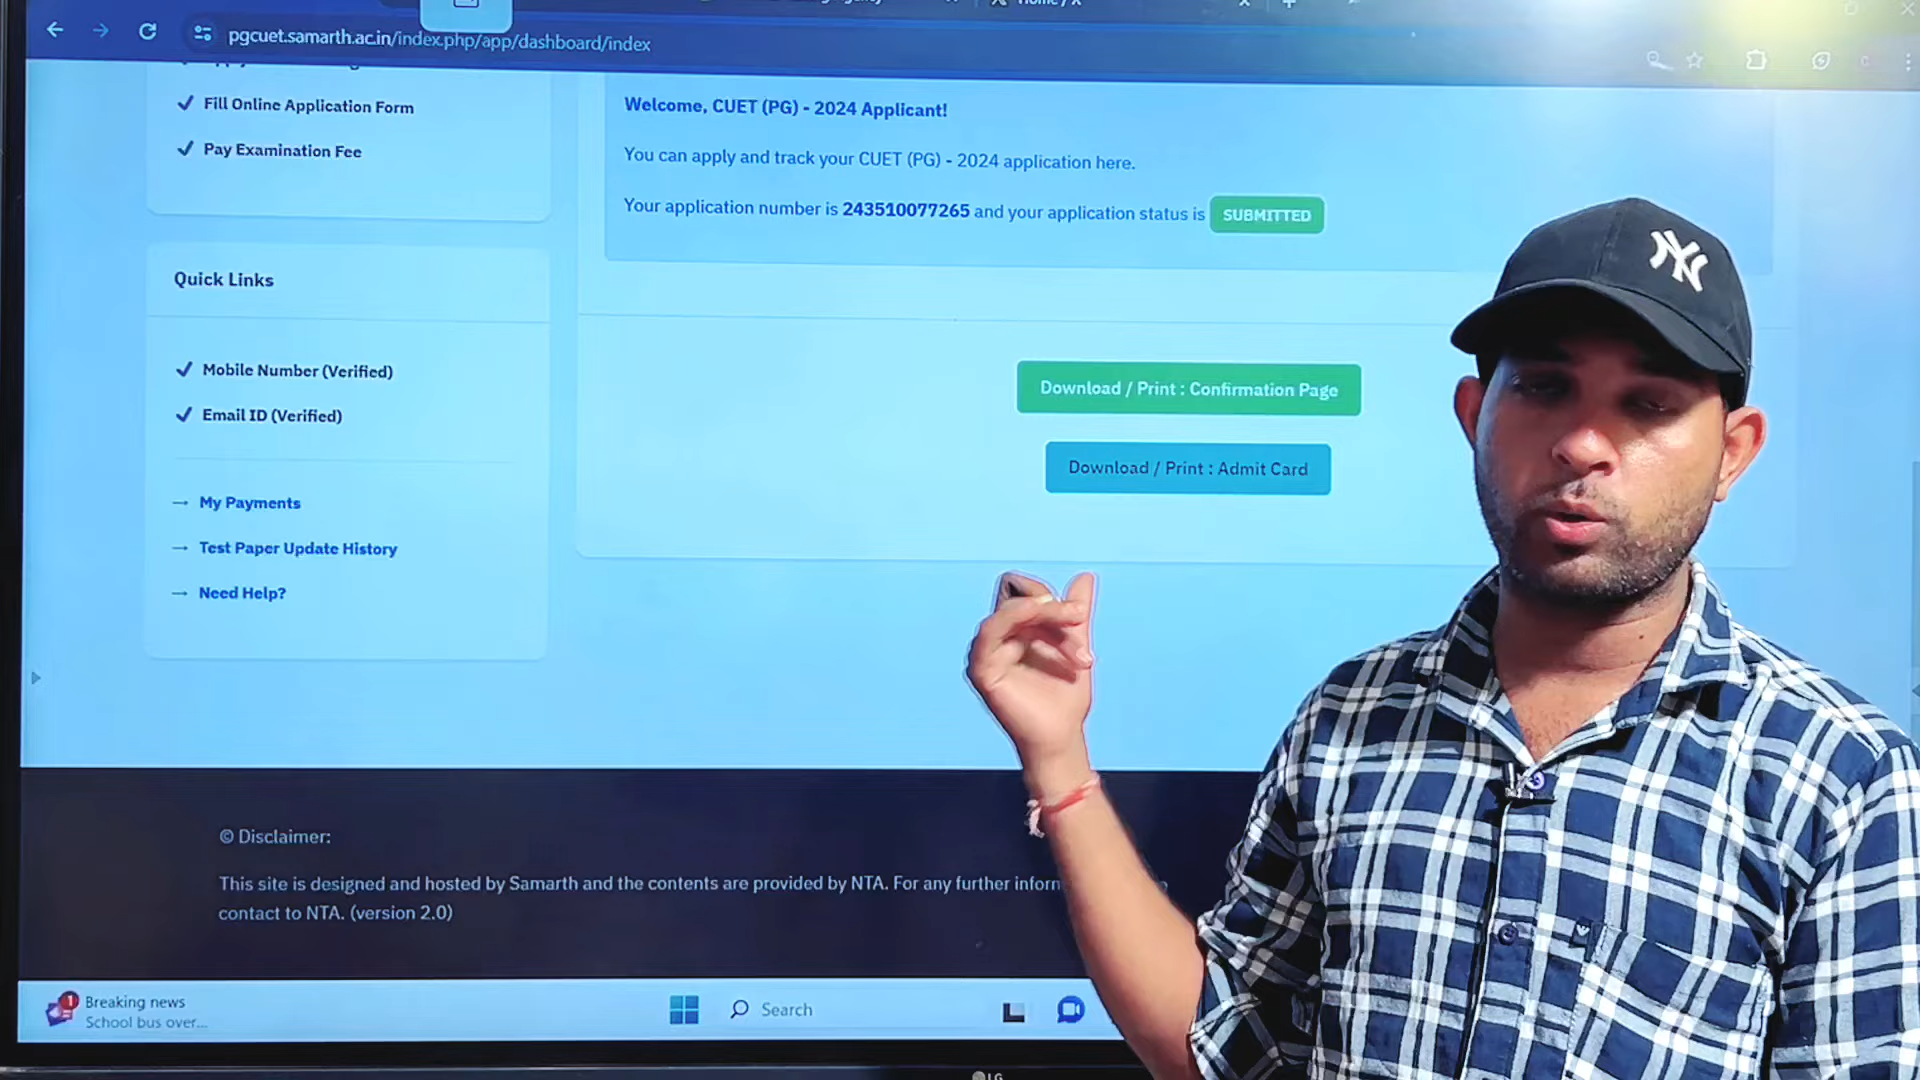 Home / X
pgcuet.samarth.ac.in/index.php/app/dashboard/index
Fill Online Application Form
Pay Examination Fee
Welcome, CUET (PG) - 2024 Applicant!
You can apply and track your CUET (PG) - 2024 application here.
Your application number is 243510077265 and your application status is SUBMITTED
Quick Links
Mobile Number (Verified)
Email ID (Verified)
My Payments
Test Paper Update History
Need Help?
Download / Print : Confirmation Page
Download / Print : Admit Card
NY
© Disclaimer:
This site is designed and hosted by Samarth and the contents are provided by NTA. For any further inform
contact to NTA. (version 2.0)
1
Breaking news
School bus over...
Search
LG